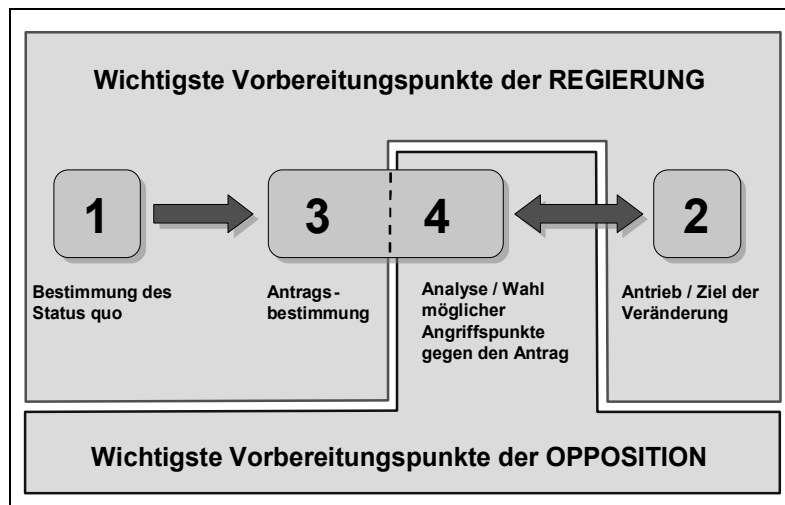 Wichtigste Vorbereitungspunkte der REGIERUNG
1
3
4
2
Bestimmung des
Status quo
Antrags-
bestimmung
Analyse / Wahl
möglicher
Angriffspunkte
gegen den Antrag
Antrieb / Ziel der
Veränderung
Wichtigste Vorbereitungspunkte der OPPOSITION